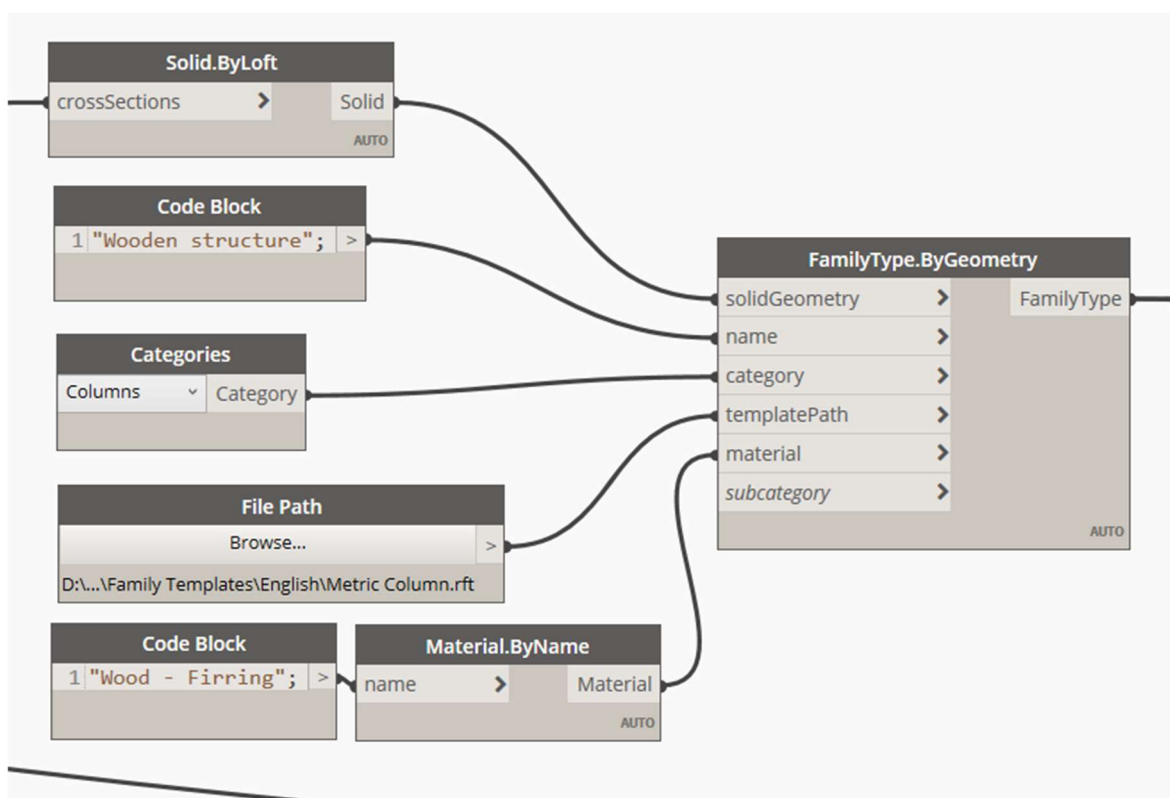 Solid.ByLoft
crossSections > Solid
AUTO
Code Block
1 "Wooden structure"; >
Categories
Columns Category
File Path
Browse... >
D:\...\Family Templates\English\Metric Column.rft
Code Block
1 "Wood - Firring"; >
Material.ByName
name > Material
AUTO
FamilyType.ByGeometry
solidGeometry > FamilyType
name >
category >
templatePath >
material >
subcategory >
AUTO